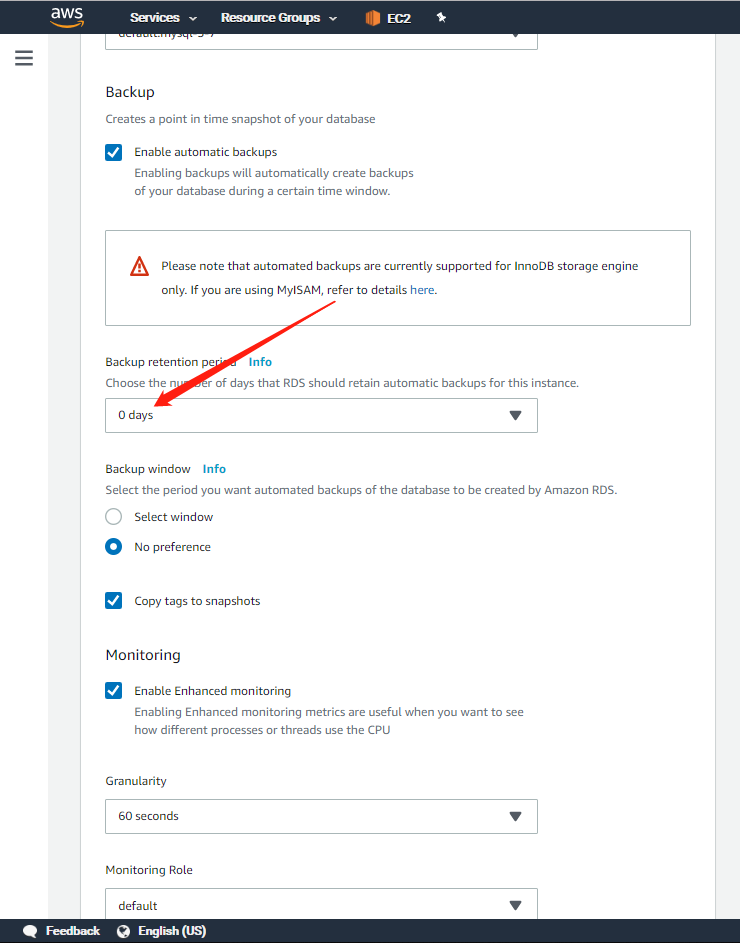 aws Services Resource Groups EC2
default.mysql-5-7
Backup
Creates a point in time snapshot of your database
Enable automatic backups
Enabling backups will automatically create backups
of your database during a certain time window.
Please note that automated backups are currently supported for InnoDB storage engine
only. If you are using MyISAM, refer to details here.
Backup retention period Info
Choose the number of days that RDS should retain automatic backups for this instance.
0 days
Backup window Info
Select the period you want automated backups of the database to be created by Amazon RDS.
Select window
No preference
Copy tags to snapshots
Monitoring
Enable Enhanced monitoring
Enabling Enhanced monitoring metrics are useful when you want to see
how different processes or threads use the CPU
Granularity
60 seconds
Monitoring Role
default
Feedback English (US)